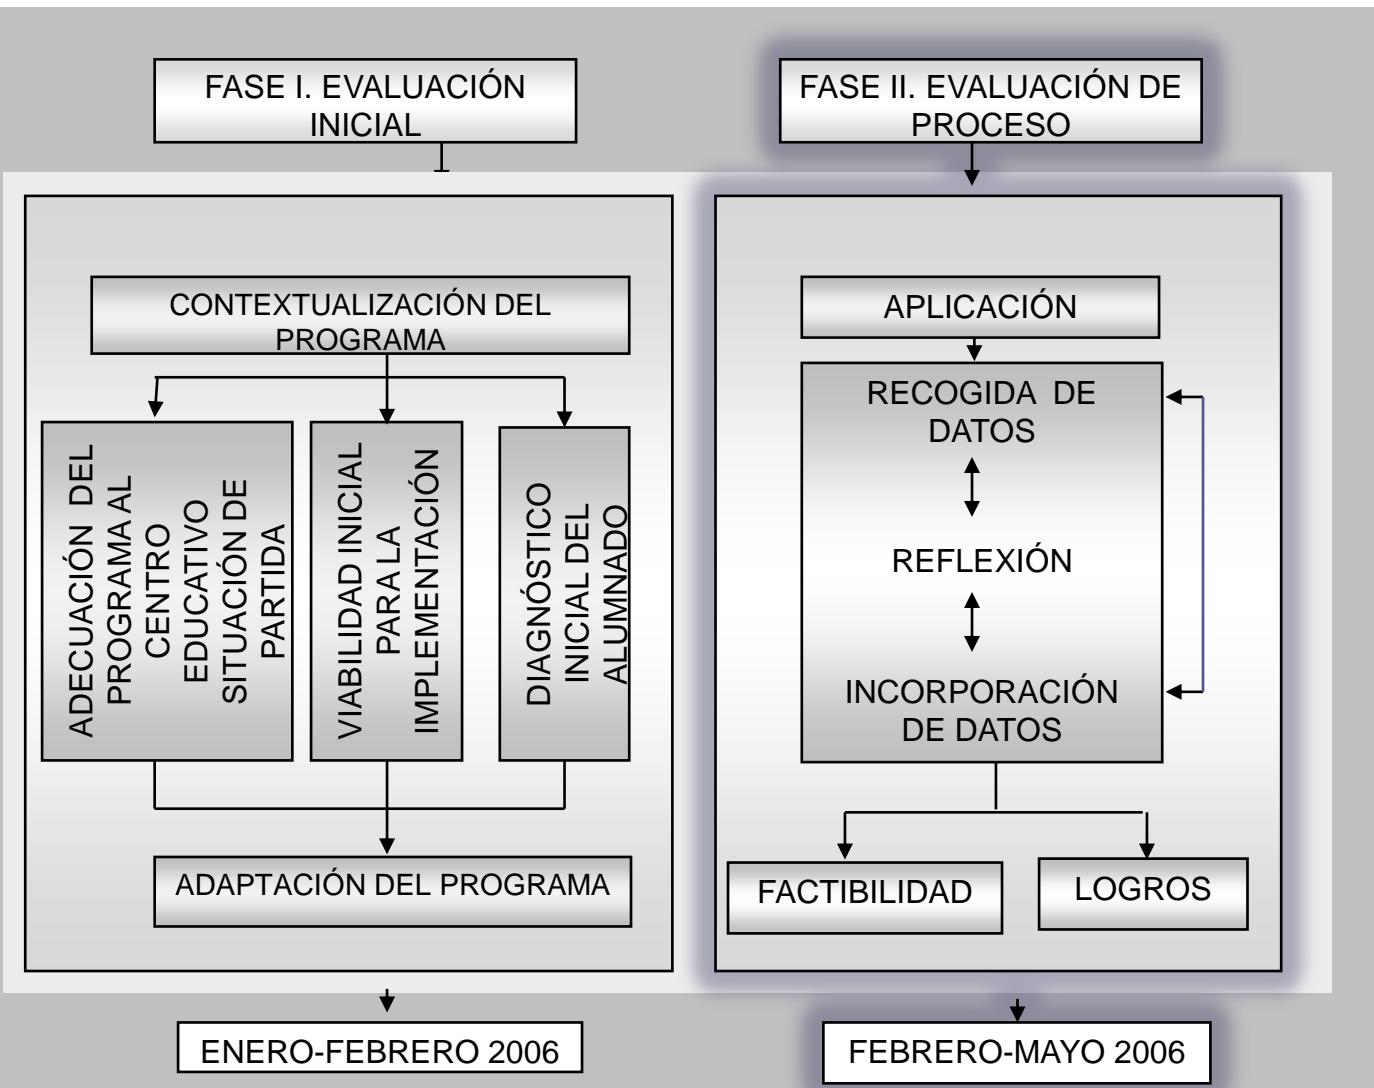 FASE I. EVALUACIÓN
INICIAL
CONTEXTUALIZACIÓN DEL
PROGRAMA
ADECUACIÓN DEL
PROGRAMA AL
CENTRO
EDUCATIVO
SITUACIÓN DE
PARTIDA
VIABILIDAD INICIAL
PARA LA
IMPLEMENTACIÓN
DIAGNÓSTICO
INICIAL DEL
ALUMNADO
ADAPTACIÓN DEL PROGRAMA
ENERO-FEBRERO 2006
FASE II. EVALUACIÓN DE
PROCESO
APLICACIÓN
RECOGIDA DE
DATOS
REFLEXIÓN
INCORPORACIÓN
DE DATOS
FACTIBILIDAD
LOGROS
FEBRERO-MAYO 2006